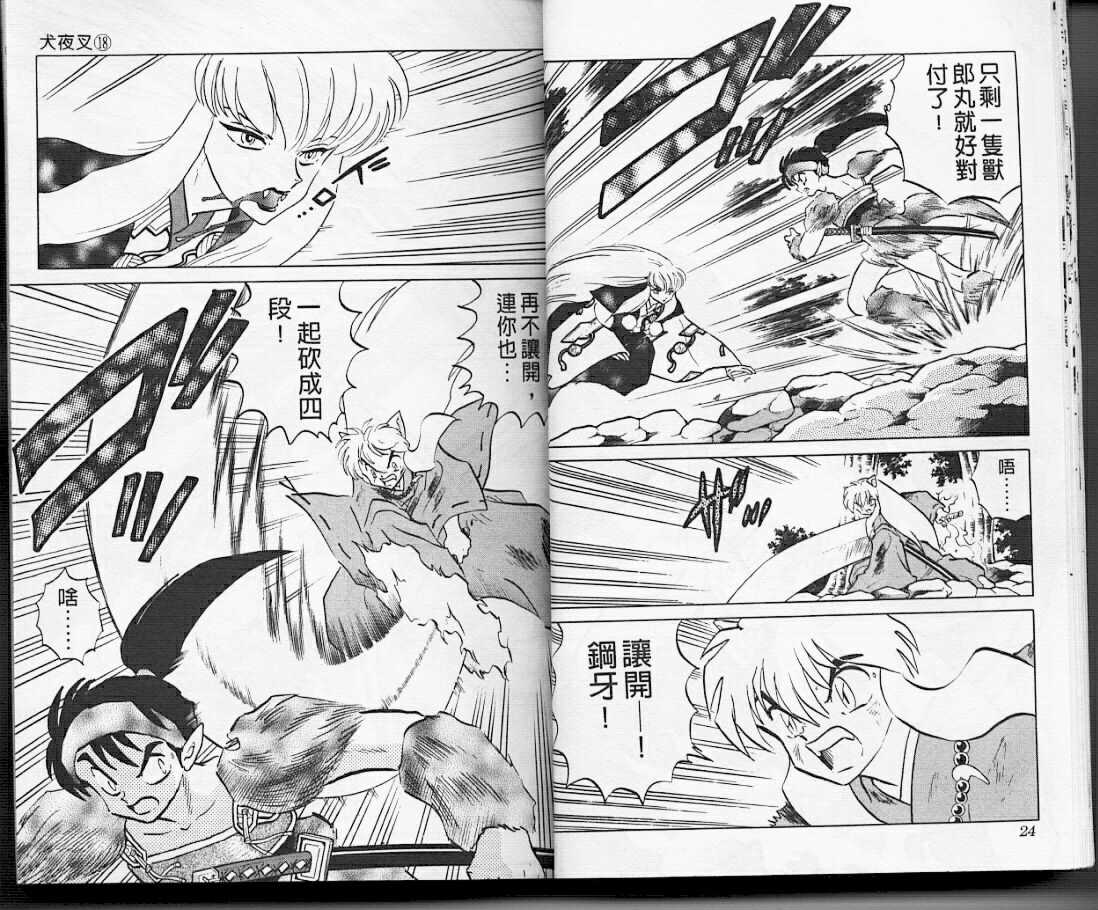 只剩一隻獸
郎丸就好對
付了！
唔……
讓開——！
鋼牙！
24
犬夜叉⑱
…ロ
再不讓開，
連你也…
一起砍成四
段！
啥……